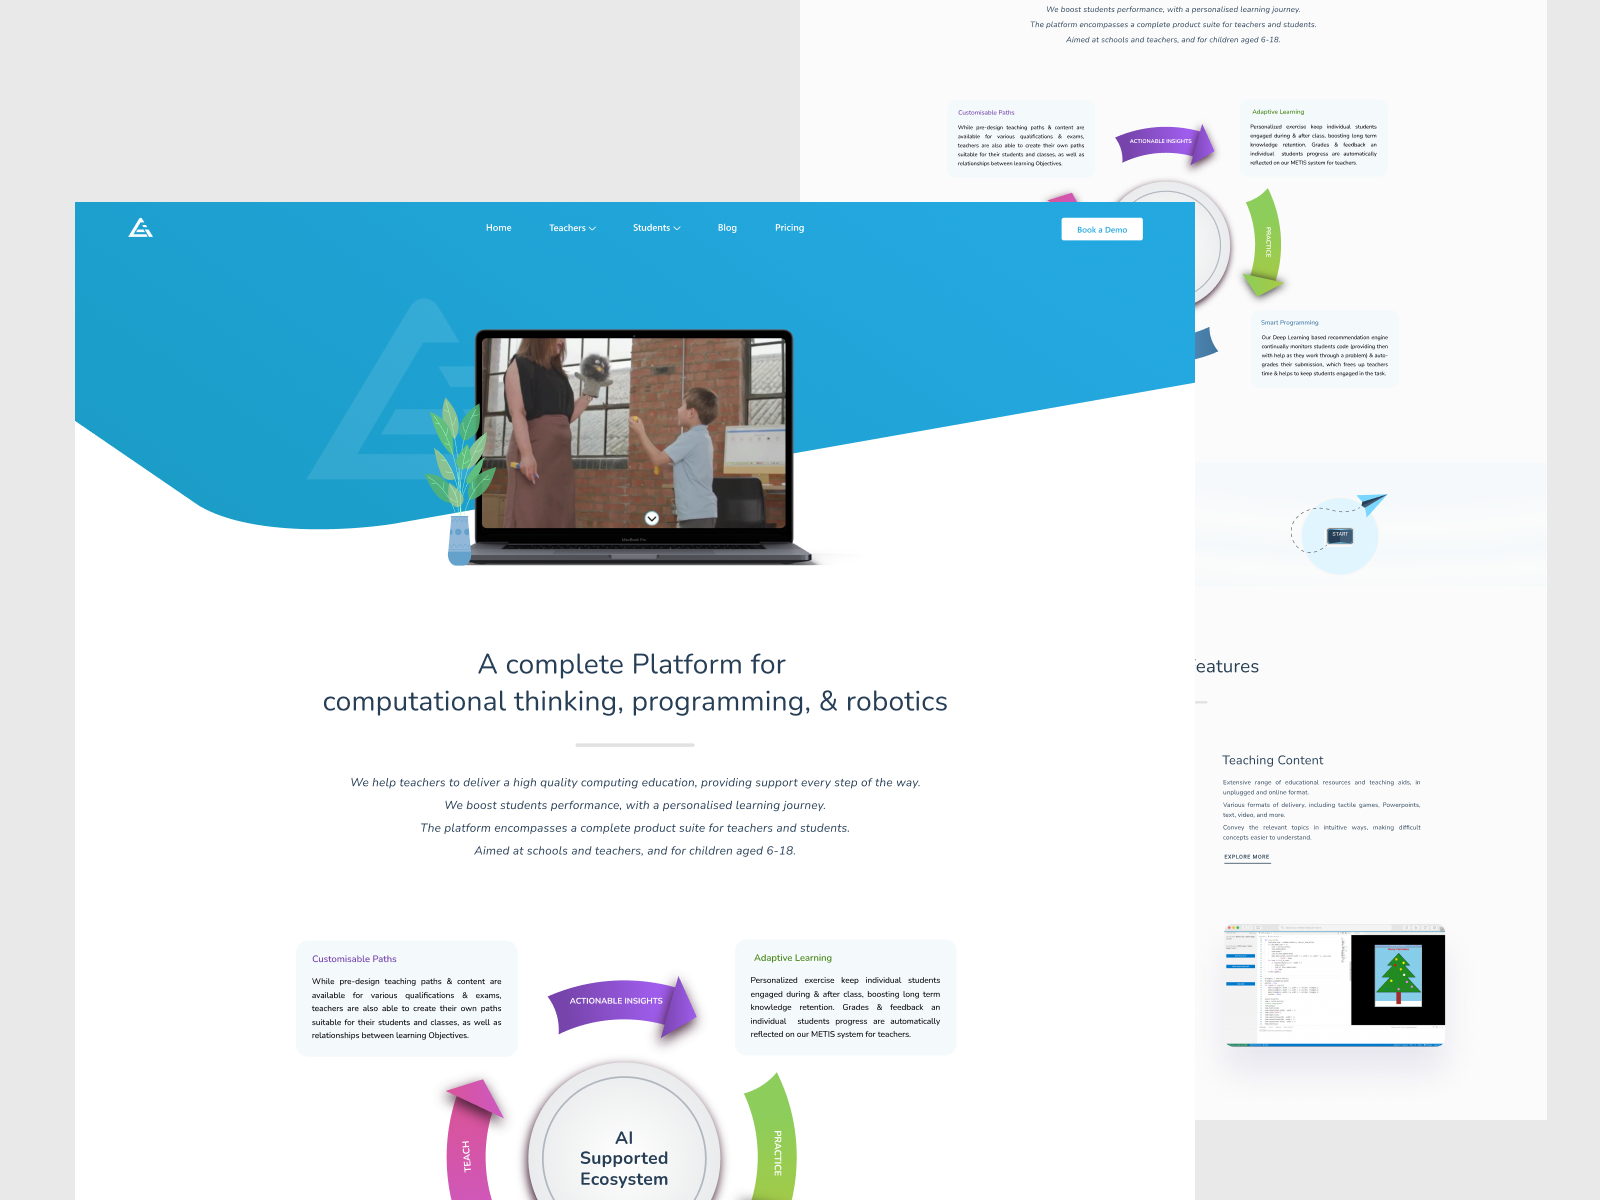 We boost students performance, with a personalised learning journey.
The platform encompasses a complete product suite for teachers and students.
Aimed at schools and teachers, and for children aged 6-18.
Customisable Paths
While pre-design teaching paths & content are
available for various qualifications & exams,
teachers are also able to create their own paths
suitable for their students and classes, as well as
relationships between learning Objectives.
ACTIONABLE INSIGHTS
Adaptive Learning
Personalized exercise keep individual students
engaged during & after class, boosting long term
knowledge retention. Grades & feedback an
individual students progress are automatically
reflected on our METIS system for teachers.
PRACTICE
Smart Programming
Our Deep Learning based recommendation engine
continually monitors students code (providing then
with help as they work through a problem) & auto-
grades their submission, which frees up teachers
time & helps to keep students engaged in the task.
START
eatures
Teaching Content
Extensive range of educational resources and teaching aids, in
unplugged and online format.
Various formats of delivery, including tactile games, Powerpoints,
text, video, and more.
Convey the relevant topics in intuitive ways, making difficult
concepts easier to understand.
EXPLORE MORE
Home
Teachers
Students
Blog
Pricing
Book a Demo
MacBook Pro
A complete Platform for
computational thinking, programming, & robotics
We help teachers to deliver a high quality computing education, providing support every step of the way.
We boost students performance, with a personalised learning journey.
The platform encompasses a complete product suite for teachers and students.
Aimed at schools and teachers, and for children aged 6-18.
Customisable Paths
While pre-design teaching paths & content are
available for various qualifications & exams,
teachers are also able to create their own paths
suitable for their students and classes, as well as
relationships between learning Objectives.
ACTIONABLE INSIGHTS
Adaptive Learning
Personalized exercise keep individual students
engaged during & after class, boosting long term
knowledge retention. Grades & feedback an
individual students progress are automatically
reflected on our METIS system for teachers.
TEACH
AI
Supported
Ecosystem
PRACTICE